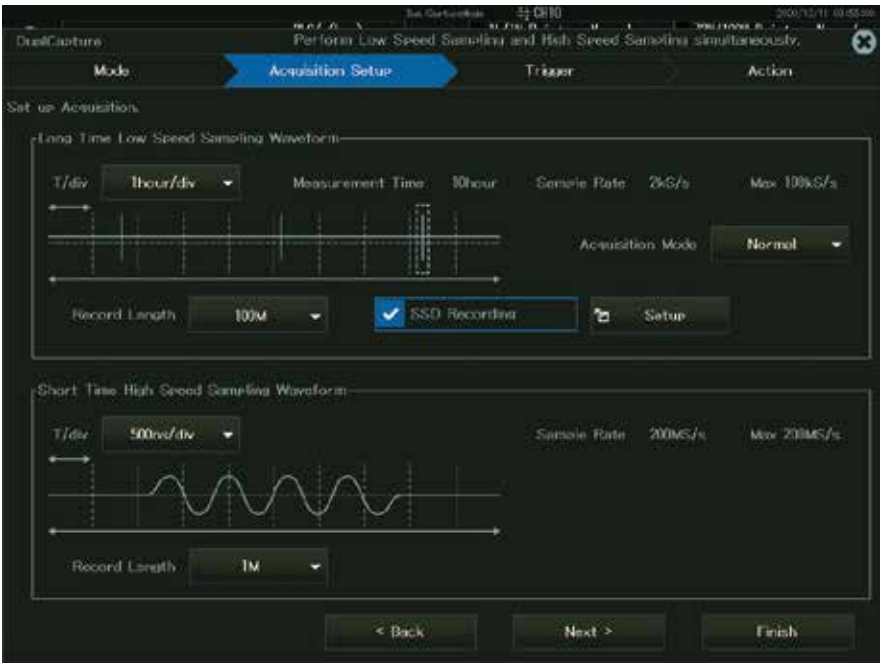 CH10
DualCapture Perform Low Speed Sampling and High Speed Sampling simultaneously.
Mode Acquisition Setup Trigger Action
Set up Acquisition.
Long Time Low Speed Sampling Waveform
T/div 1hour/div Measurement Time 10hour Sample Rate 2kS/s Max 100kS/s
Acquisition Mode Normal
Record Length 100M SSD Recording Setup
Short Time High Speed Sampling Waveform
T/div 500ns/div Sample Rate 200MS/s Max 200MS/s
Record Length 1M
< Back Next > Finish